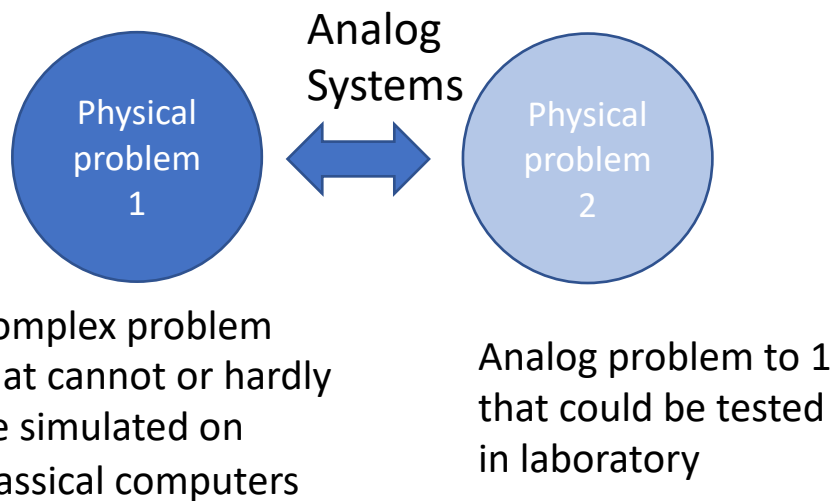 Analog
Systems
Physical
problem
1
Physical
problem
2
omplex problem
at cannot or hardly
e simulated on
assical computers
Analog problem to 1
that could be tested
in laboratory